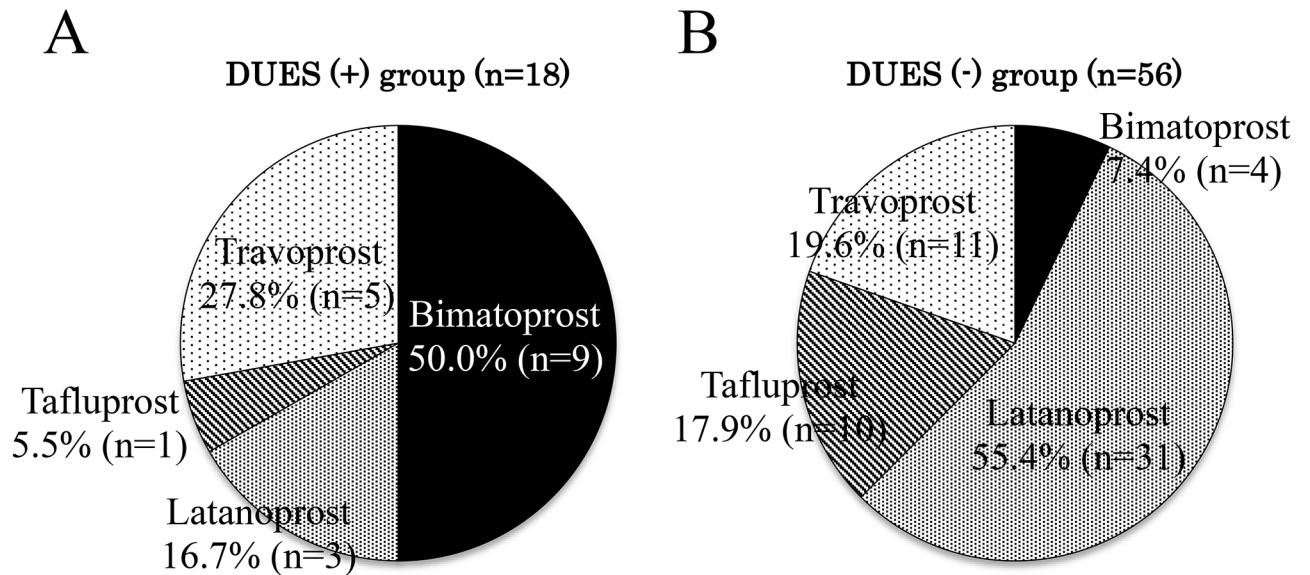 A
DUES (+) group (n=18)
Travoprost
27.8% (n=5)
Bimatoprost
50.0% (n=9)
Tafluprost
5.5% (n=1)
Latanoprost
16.7% (n=3)
B
DUES (-) group (n=56)
Bimatoprost
7.4% (n=4)
Travoprost
19.6% (n=11)
Tafluprost
17.9% (n=10)
Latanoprost
55.4% (n=31)